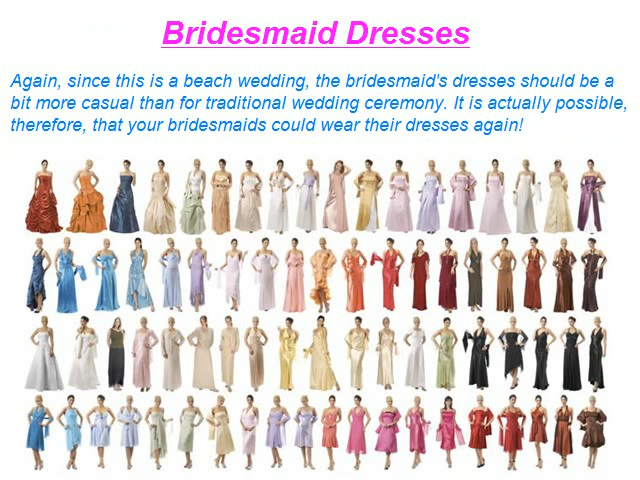 Bridesmaid Dresses
Again, since this is a beach wedding, the bridesmaid's dresses should be a
bit more casual than for traditional wedding ceremony. It is actually possible,
therefore, that your bridesmaids could wear their dresses again!